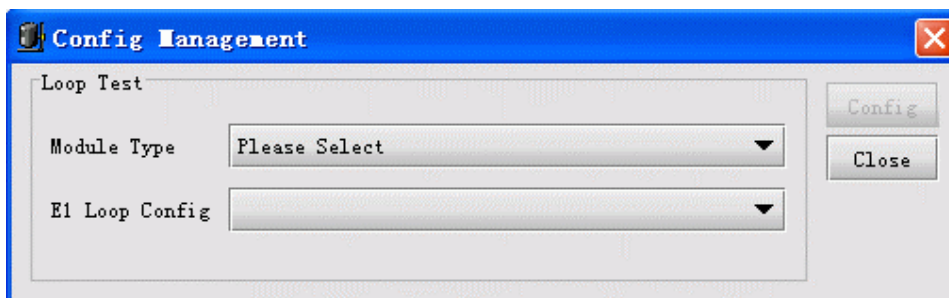 Config Management
Loop Test
Module Type
Please Select
E1 Loop Config
Config
Close